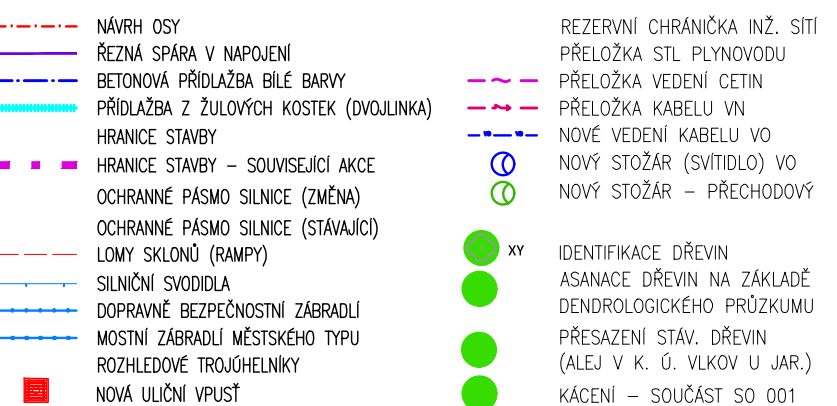 NÁVRH OSY
ŘEZNÁ SPÁRA V NAPOJENÍ
BETONOVÁ PŘÍDLAŽBA BÍLÉ BARVY
PŘÍDLAŽBA Z ŽULOVÝCH KOSTEK (DVOJLINKA)
HRANICE STAVBY
HRANICE STAVBY – SOUVISEJÍCÍ AKCE
OCHRANNÉ PÁSMO SILNICE (ZMĚNA)
OCHRANNÉ PÁSMO SILNICE (STÁVAJÍCÍ)
LOMY SKLONŮ (RAMPY)
SILNIČNÍ SVODIDLA
DOPRAVNĚ BEZPEČNOSTNÍ ZÁBRADLÍ
MOSTNÍ ZÁBRADLÍ MĚSTSKÉHO TYPU
ROZHLEDOVÉ TROJÚHELNÍKY
NOVÁ ULIČNÍ VPUSŤ
REZERVNÍ CHRÁNIČKA INŽ. SÍTÍ
PŘELOŽKA STL PLYNOVODU
PŘELOŽKA VEDENÍ CETIN
PŘELOŽKA KABELU VN
NOVÉ VEDENÍ KABELU VO
NOVÝ STOŽÁR (SVÍTIDLO) VO
NOVÝ STOŽÁR – PŘECHODOVÝ
XY IDENTIFIKACE DŘEVIN
ASANACE DŘEVIN NA ZÁKLADĚ
DENDROLOGICKÉHO PRŮZKUMU
PŘESAZENÍ STÁV. DŘEVIN
(ALEJ V K. Ú. VLKOV U JAR.)
KÁCENÍ – SOUČÁST SO 001